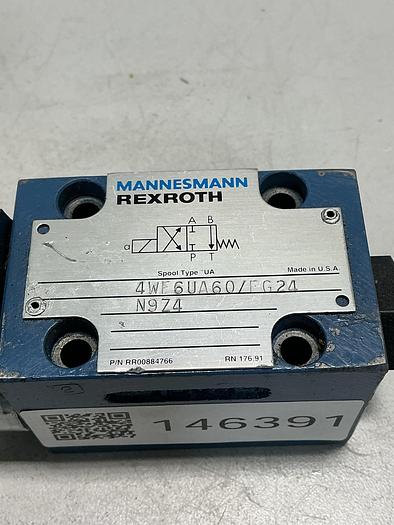 MANNESMANN
REXROTH
A B
a
P T
Spool Type UA Made in U.S.A.
4WE6UA60/EG24
N9Z4
P/N RR00884766 RN 176.91
146391